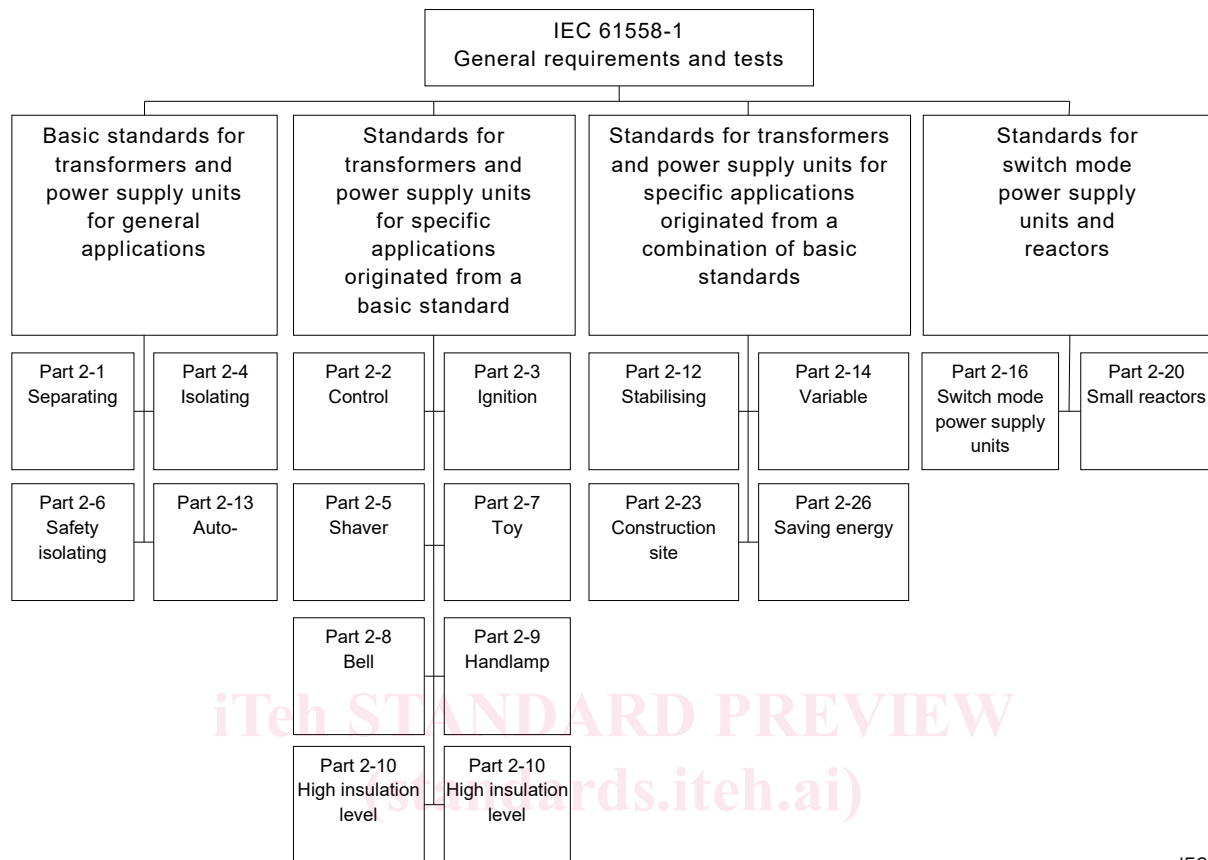 IEC 61558-1
General requirements and tests
Basic standards for
transformers and
power supply units
for general
applications
Standards for
transformers and
power supply units
for specific
applications
originated from a
basic standard
Standards for transformers
and power supply units for
specific applications
originated from a
combination of basic
standards
Standards for
switch mode
power supply
units and
reactors
Part 2-1
Separating
Part 2-4
Isolating
Part 2-2
Control
Part 2-3
Ignition
Part 2-12
Stabilising
Part 2-14
Variable
Part 2-16
Switch mode
power supply
units
Part 2-20
Small reactors
Part 2-6
Safety
isolating
Part 2-13
Auto-
Part 2-5
Shaver
Part 2-7
Toy
Part 2-23
Construction
site
Part 2-26
Saving energy
Part 2-8
Bell
Part 2-9
Handlamp
iTeh STANDARD PREVIEW
Part 2-10
High insulation
level
Part 2-10
High insulation
level
(standards.iteh.ai)